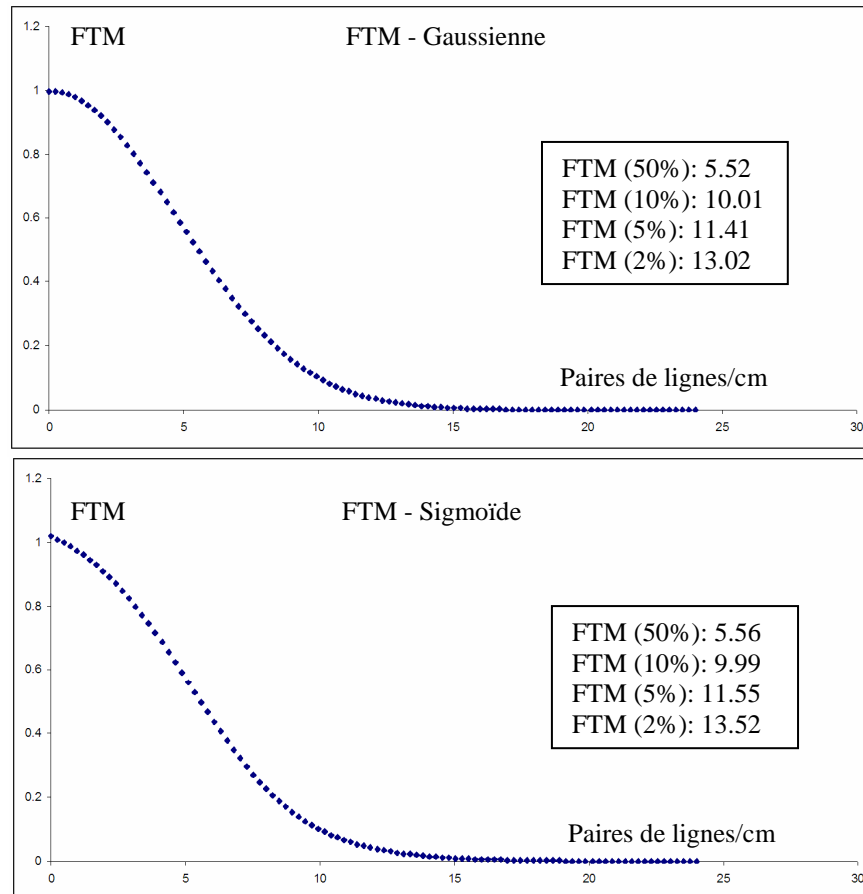 1.2
FTM FTM - Gaussienne
1
0.8
FTM (50%): 5.52
FTM (10%): 10.01
0.6
FTM (5%): 11.41
FTM (2%): 13.02
0.4
0.2
Paires de lignes/cm
0
0 5 10 15 20 25 30
1.2
FTM FTM - Sigmoïde
1
0.8
FTM (50%): 5.56
FTM (10%): 9.99
0.6
FTM (5%): 11.55
FTM (2%): 13.52
0.4
0.2
Paires de lignes/cm
0
0 5 10 15 20 25 30